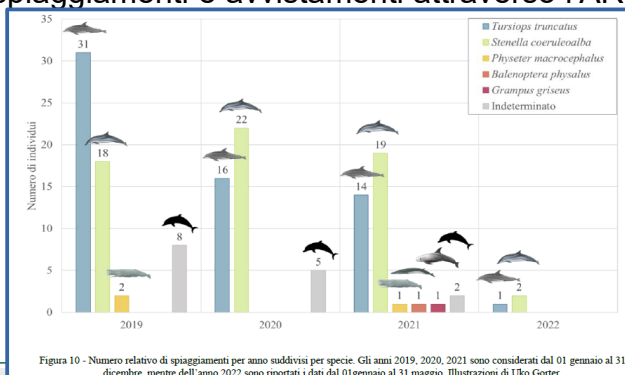 spiaggiamenti e avvistamenti attraverso l'AR
35
30
25
20
15
10
5
0
Numero di individui
Tursiops truncatus
Stenella coeruleoalba
Physeter macrocephalus
Balenoptera physalus
Grampus griseus
Indeterminato
31
18
2
8
16
22
5
14
19
1
1
1
2
1
2
2019
2020
2021
2022
Figura 10 - Numero relativo di spiaggiamenti per anno suddivisi per specie. Gli anni 2019, 2020, 2021 sono considerati dal 01 gennaio al 31
dicembre, mentre dell'anno 2022 sono riportati i dati dal 01gennaio al 31 maggio. Illustrazioni di Uko Gorter